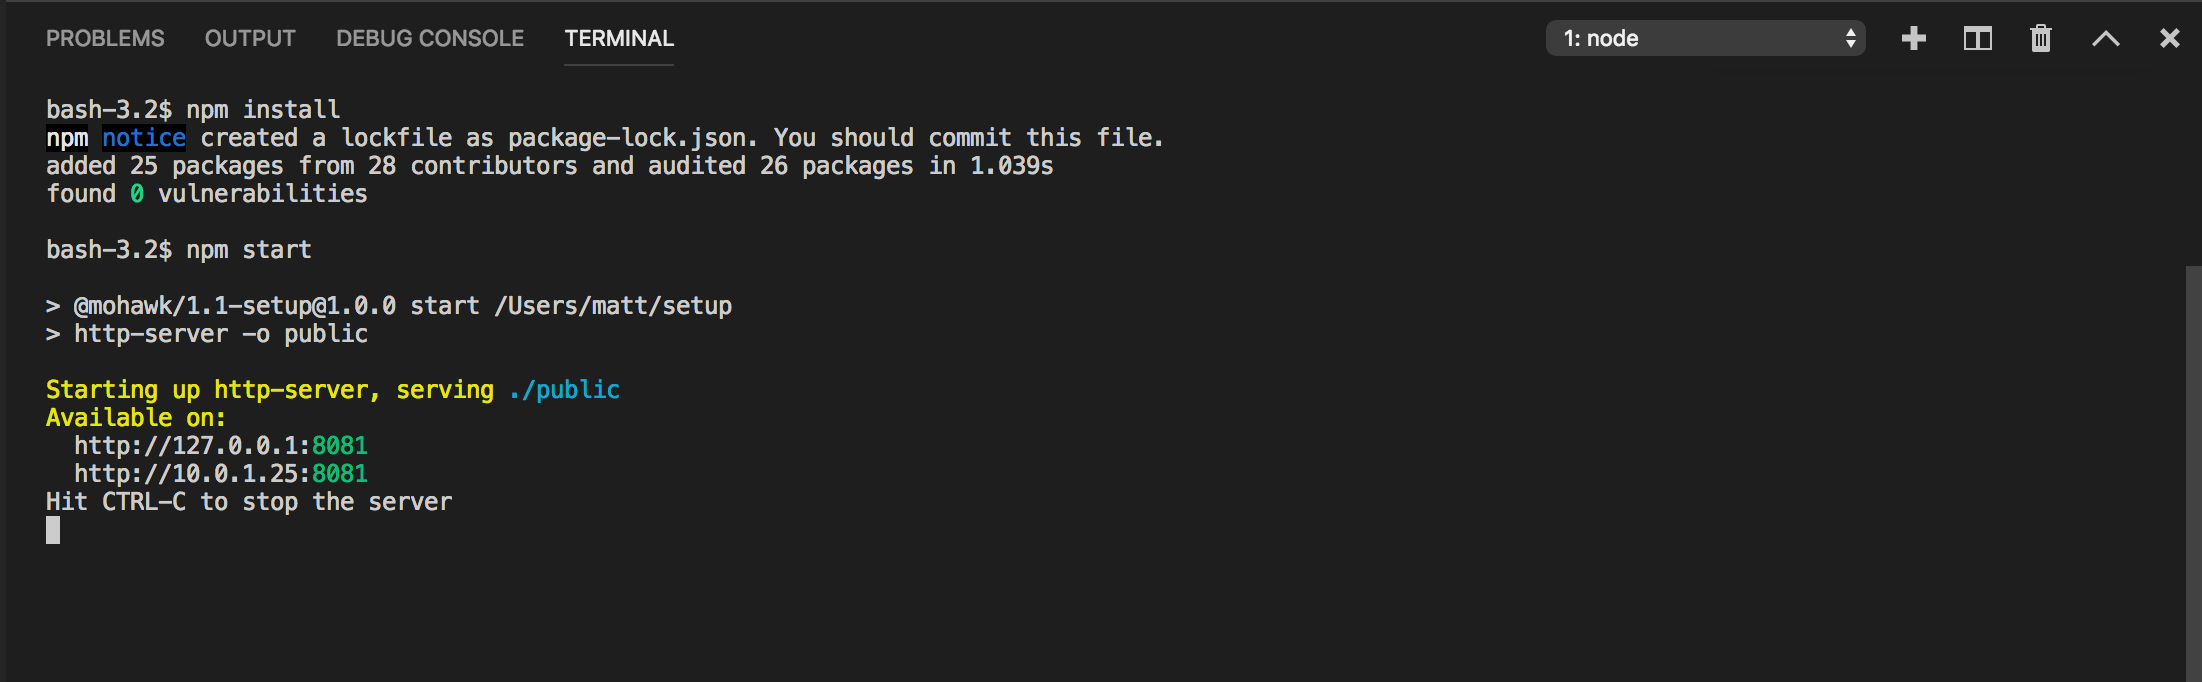 PROBLEMS OUTPUT DEBUG CONSOLE TERMINAL 1: node
bash-3.2$ npm install
npm notice created a lockfile as package-lock.json. You should commit this file.
added 25 packages from 28 contributors and audited 26 packages in 1.039s
found 0 vulnerabilities
bash-3.2$ npm start
> @mohawk/1.1-setup@1.0.0 start /Users/matt/setup
> http-server -o public
Starting up http-server, serving ./public
Available on:
http://127.0.0.1:8081
http://10.0.1.25:8081
Hit CTRL-C to stop the server